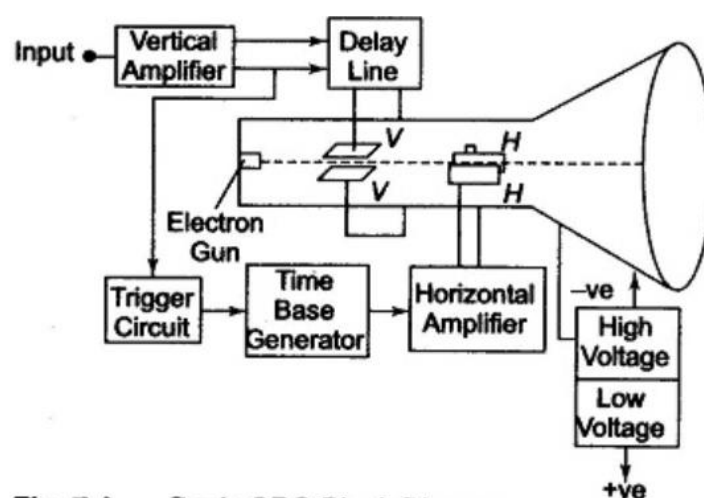 Input
Vertical
Amplifier
Delay
Line
V
V
H
H
Electron
Gun
Trigger
Circuit
Time
Base
Generator
Horizontal
Amplifier
–ve
High
Voltage
Low
Voltage
+ve